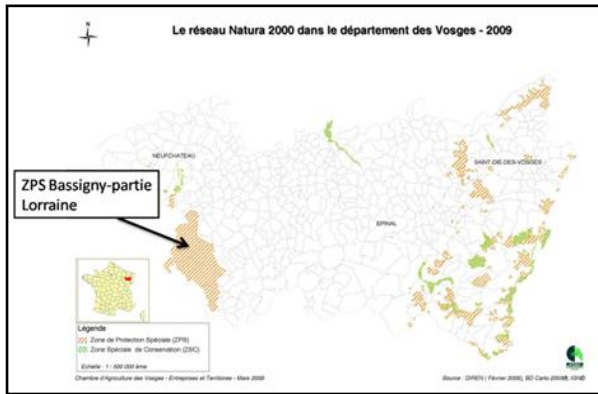 Le réseau Natura 2000 dans le département des Vosges - 2009
N
NEUFCHATEAU
SAINT-DIE-DES-VOSGES
ZPS Bassigny-partie
Lorraine
EPINAL
Légende
Zone de Protection Spéciale (ZPS)
Zone Spéciale de Conservation (ZSC)
Echelle : 1 / 500 000 ème
Chambre d'Agriculture des Vosges - Entreprises et Territoires - Mars 2009
Source : DIREN ( Février 2009), BD Carto 2009®, IGN©